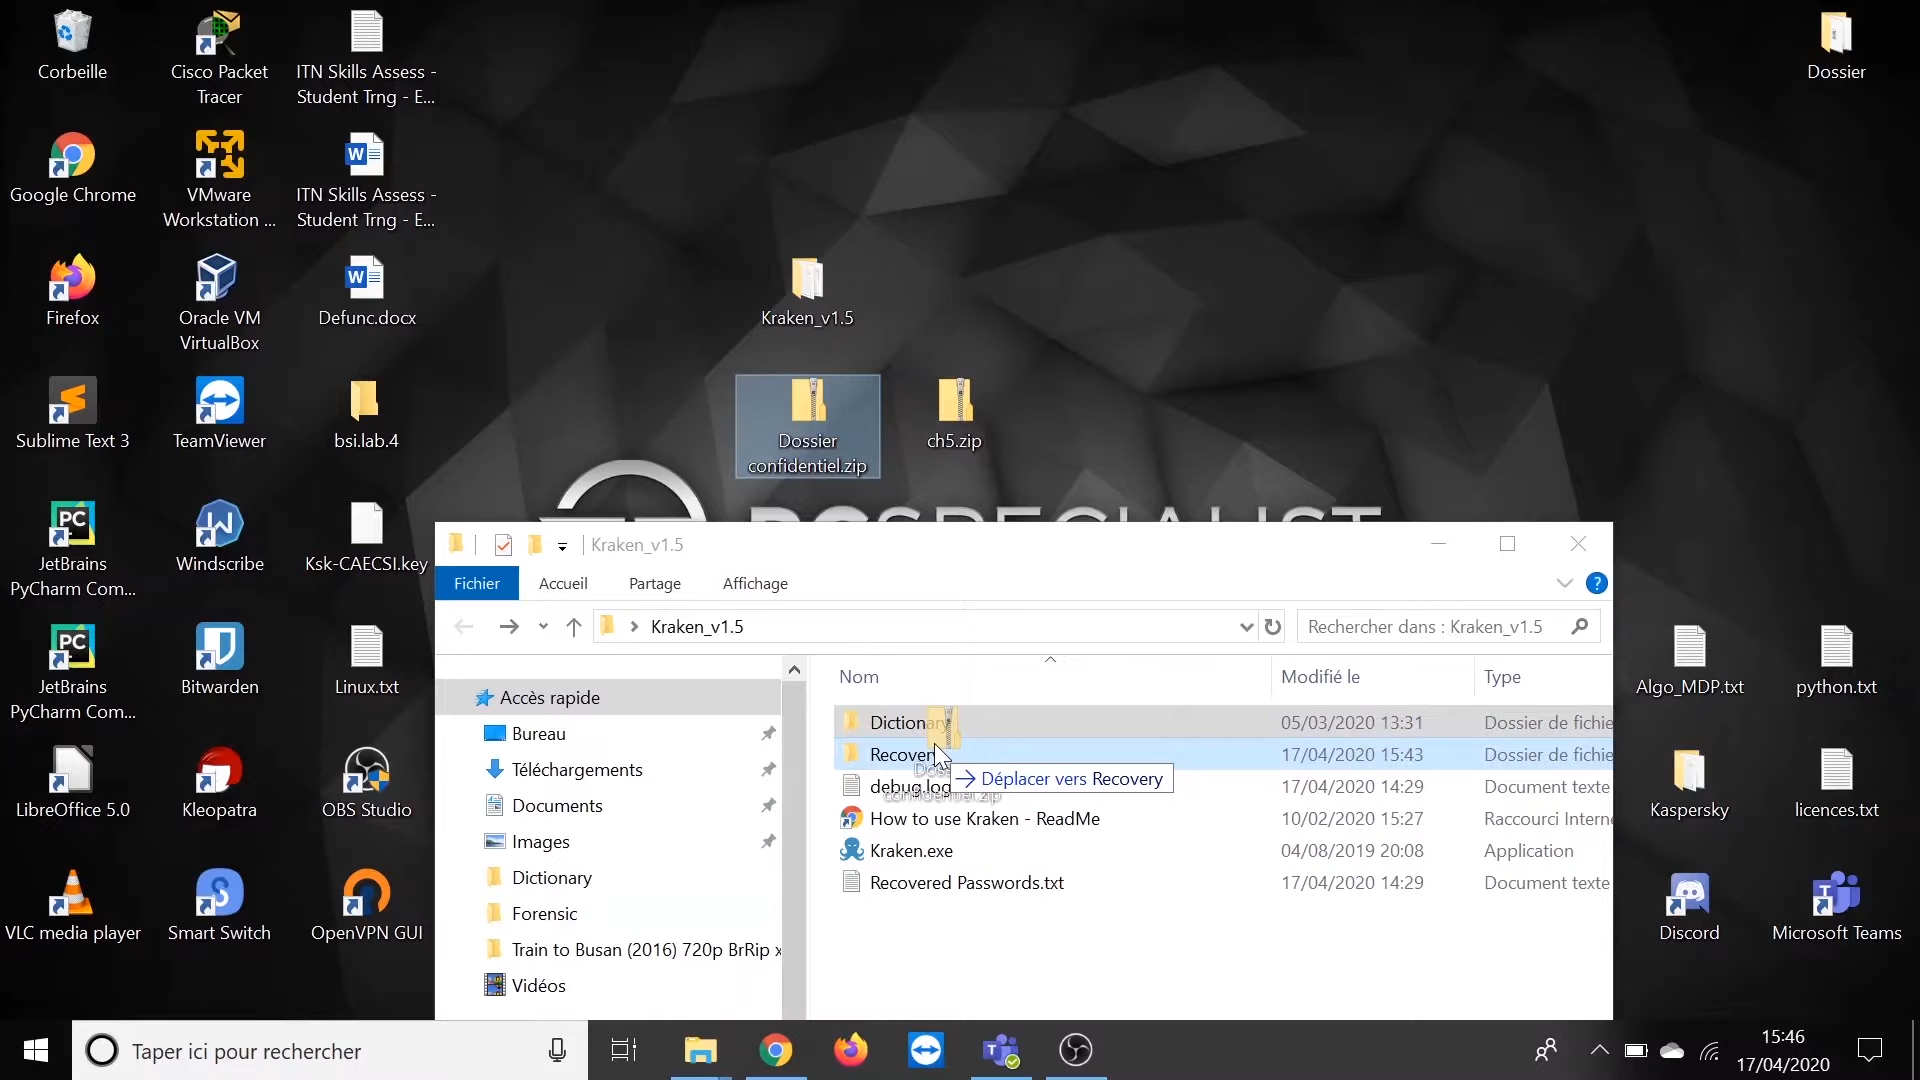 Corbeille
Cisco Packet
Tracer
ITN Skills Assess -
Student Trng - E...
Dossier
Google Chrome
VMware
Workstation ...
ITN Skills Assess -
Student Trng - E...
Firefox
Oracle VM
VirtualBox
Defunc.docx
Kraken_v1.5
Sublime Text 3
TeamViewer
bsi.lab.4
Dossier
confidentiel.zip
ch5.zip
JetBrains
PyCharm Com...
Windscribe
Ksk-CAECSI.key
JetBrains
PyCharm Com...
Bitwarden
Linux.txt
Algo_MDP.txt
python.txt
LibreOffice 5.0
Kleopatra
OBS Studio
Kaspersky
licences.txt
VLC media player
Smart Switch
OpenVPN GUI
Discord
Microsoft Teams
PCSPECIALIST
Kraken_v1.5
Fichier
Accueil
Partage
Affichage
Kraken_v1.5
Rechercher dans : Kraken_v1.5
Accès rapide
Bureau
Téléchargements
Documents
Images
Dictionary
Forensic
Train to Busan (2016) 720p BrRip x
Vidéos
Nom Modifié le Type
Dictionary 05/03/2020 13:31 Dossier de fichie
Recovery 17/04/2020 15:43 Dossier de fichie
Déplacer vers Recovery
debug.log 17/04/2020 14:29 Document texte
confidentiel.zip
How to use Kraken - ReadMe 10/02/2020 15:27 Raccourci Interne
Kraken.exe 04/08/2019 20:08 Application
Recovered Passwords.txt 17/04/2020 14:29 Document texte
Taper ici pour rechercher
15:46
17/04/2020